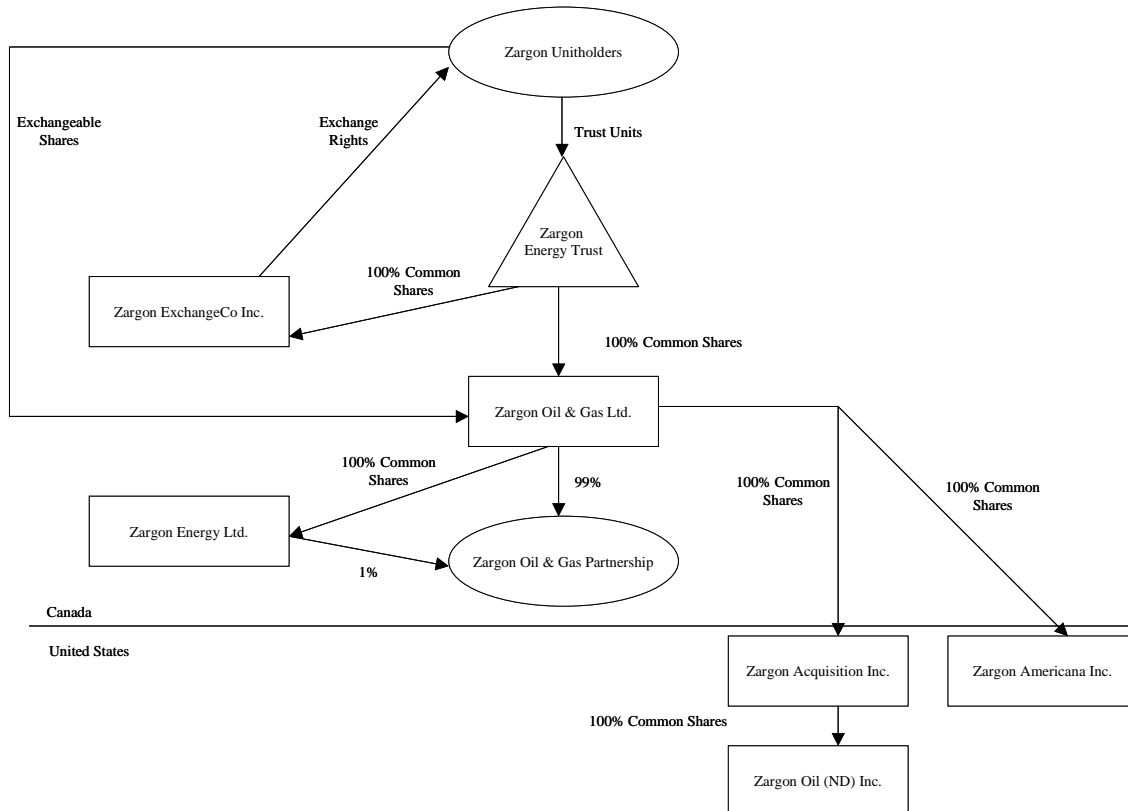 Zargon Unitholders
Exchangeable
Shares
Exchange
Rights
Trust Units
Zargon
Energy Trust
100% Common
Shares
Zargon ExchangeCo Inc.
100% Common Shares
Zargon Oil & Gas Ltd.
100% Common
Shares
99%
100% Common
Shares
100% Common
Shares
Zargon Energy Ltd.
Zargon Oil & Gas Partnership
1%
Canada
United States
Zargon Acquisition Inc.
Zargon Americana Inc.
100% Common Shares
Zargon Oil (ND) Inc.